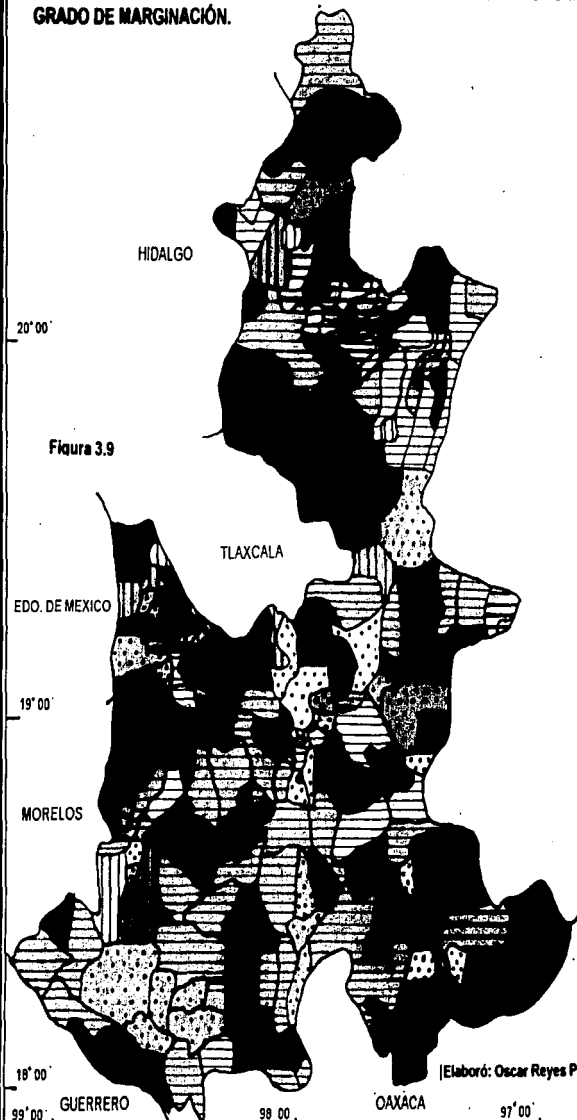 GRADO DE MARGINACIÓN.
HIDALGO
20° 00'
Figura 3.9
TLAXCALA
EDO. DE MEXICO
19° 00'
MORELOS
18° 00'
Elaboró: Oscar Reyes P
GUERRERO
OAXACA
99° 00'
98 00
97° 00'